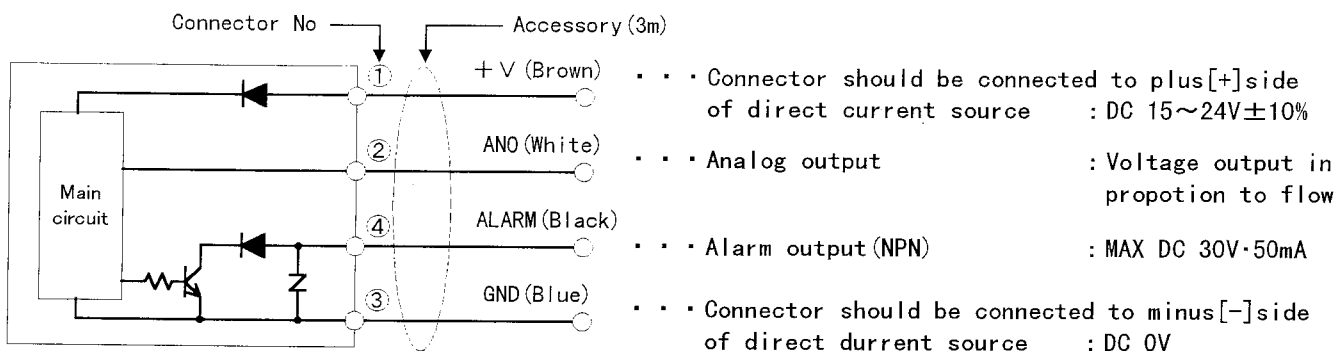 Connector No
Accessory(3m)
① +V(Brown) ・・・Connector should be connected to plus[+]side
of direct current source :DC 15～24V±10%
② ANO(White) ・・・Analog output :Voltage output in
propotion to flow
Main
circuit
④ ALARM(Black) ・・・Alarm output(NPN) :MAX DC 30V・50mA
③ GND(Blue) ・・・Connector should be connected to minus[-]side
of direct durrent source :DC 0V